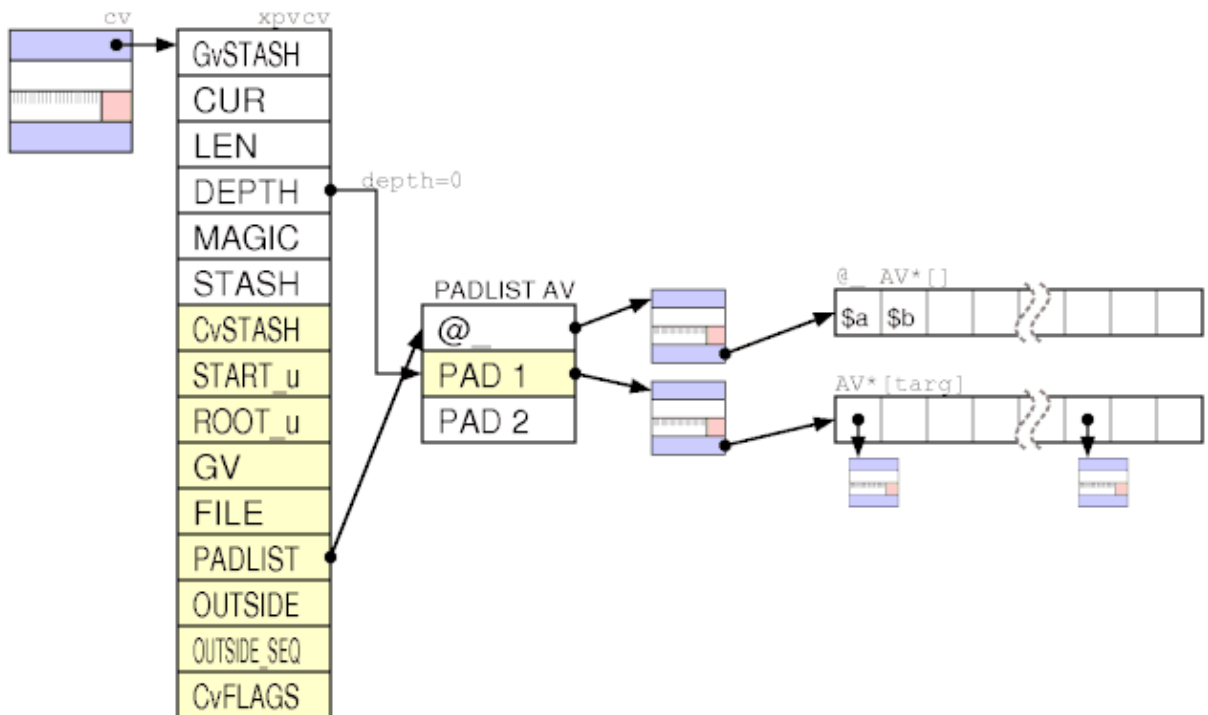 cv
xpvcv
GvSTASH
CUR
LEN
DEPTH
depth=0
MAGIC
STASH
CvSTASH
START_u
ROOT_u
GV
FILE
PADLIST
OUTSIDE
OUTSIDE_SEQ
CvFLAGS
PADLIST AV
@_
PAD 1
PAD 2
@_ AV*[]
$a $b
AV*[targ]